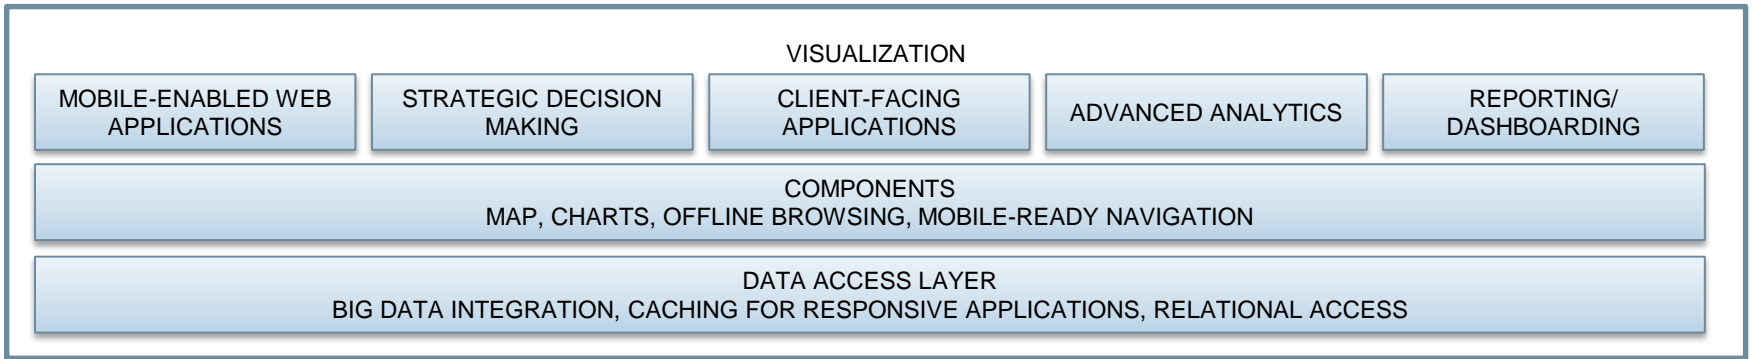 VISUALIZATION
MOBILE-ENABLED WEB
APPLICATIONS
STRATEGIC DECISION
MAKING
CLIENT-FACING
APPLICATIONS
ADVANCED ANALYTICS
REPORTING/
DASHBOARDING
COMPONENTS
MAP, CHARTS, OFFLINE BROWSING, MOBILE-READY NAVIGATION
DATA ACCESS LAYER
BIG DATA INTEGRATION, CACHING FOR RESPONSIVE APPLICATIONS, RELATIONAL ACCESS